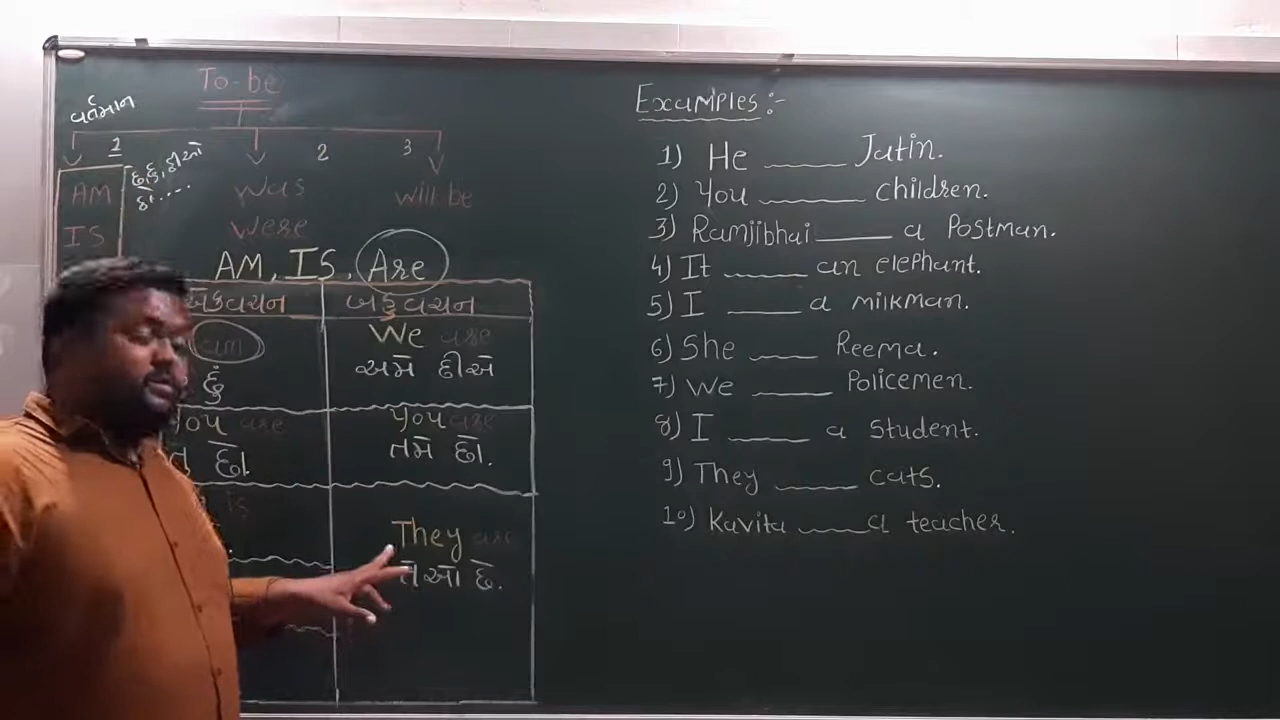 To-be
વર્તમાન
1 2 3
AM
was
will be
IS
were
AM, IS, Are
એકવચન બહુવચન
am
We are
છું
અમે છીએ
You are
You are
છો.
તમે છો.
is
They are
તેઓ છે.
Examples :-
1) He ____ Jatin.
2) You ____ children.
3) Ramjibhai ____ a Postman.
4) It ____ an elephant.
5) I ____ a milkman.
6) She ____ Reema.
7) We ____ Policemen.
8) I ____ a Student.
9) They ____ cats.
10) Kavita ____ a teacher.